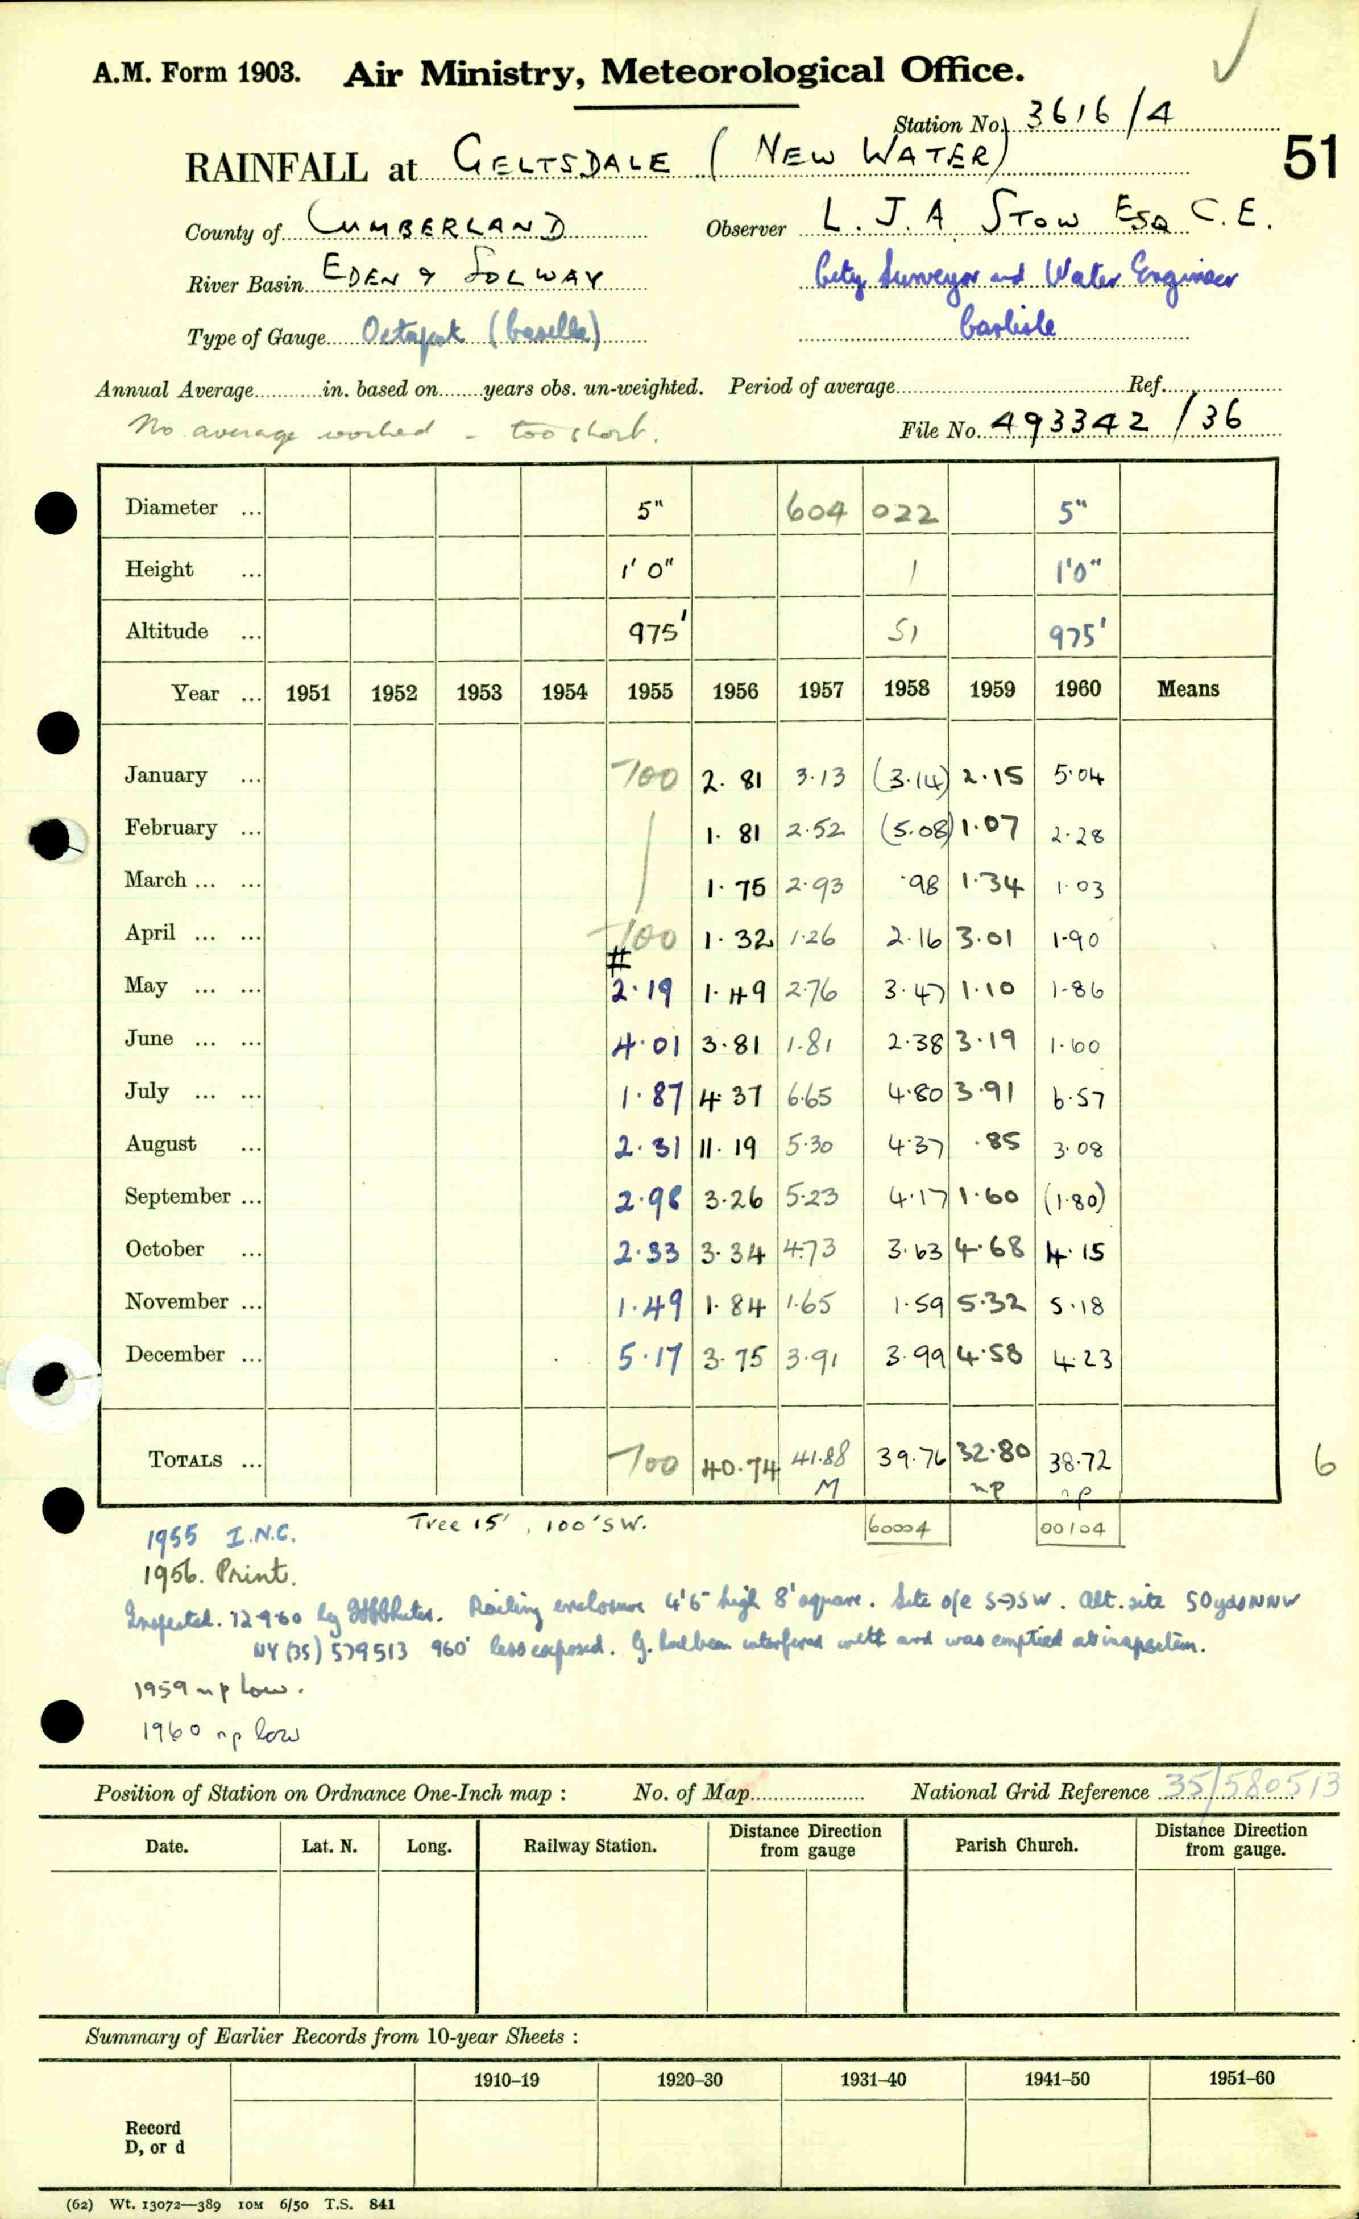 A.M. Form 1903. Air Ministry, Meteorological Office.
Station No. 3616/4
RAINFALL at GELTSDALE (NEW WATER) 51
County of CUMBERLAND Observer L. J. A. STOW ESQ C.E.
River Basin EDEN & SOLWAY City Surveyor and Water Engineer
Type of Gauge Octapent (Casella) Carlisle
Annual Average in. based on years obs. un-weighted. Period of average Ref.
No average worked - too short. File No. 493342/36
Diameter ... 5" 604 022 5"
Height ... 1' 0" 1 1'0"
Altitude ... 975' 51 975'
Year ... 1951 1952 1953 1954 1955 1956 1957 1958 1959 1960 Means
January ... -100 2.81 3.13 (3.14) 2.15 5.04
February ... 1.81 2.52 (5.08) 1.07 2.28
March ... ... 1.75 2.93 .98 1.34 1.03
April ... ... -100 1.32 1.26 2.16 3.01 1.90
#
May ... ... 2.19 1.49 2.76 3.47 1.10 1.86
June ... ... 4.01 3.81 1.81 2.38 3.19 1.60
July ... ... 1.87 4.37 6.65 4.80 3.91 6.57
August ... 2.31 11.19 5.30 4.37 .85 3.08
September ... 2.98 3.26 5.23 4.17 1.60 (1.80)
October ... 2.33 3.34 4.73 3.63 4.68 4.15
November ... 1.49 1.84 1.65 1.59 5.32 5.18
December ... 5.17 3.75 3.91 3.99 4.58 4.23
TOTALS ... -100 40.74 41.88 39.76 32.80 38.72 6
M np np
1955 I.N.C. Tree 15', 100' SW. 60004 00104
1956. Print.
Inspected. 12-9-60 by Railing enclosure 4'6" high 8' square. Site o/e S→SW. Alt. site 50yds NNW
NY (35) 579513 960' less exposed. G. had been interfered with and was emptied at inspection.
1959 np low.
1960 np low
Position of Station on Ordnance One-Inch map : No. of Map National Grid Reference 35/580513
Date. Lat. N. Long. Railway Station. Distance from Direction gauge Parish Church. Distance from Direction gauge.
Summary of Earlier Records from 10-year Sheets :
1910–19 1920–30 1931–40 1941–50 1951–60
Record
D, or d
(62) Wt. 13072—389 10M 6/50 T.S. 841